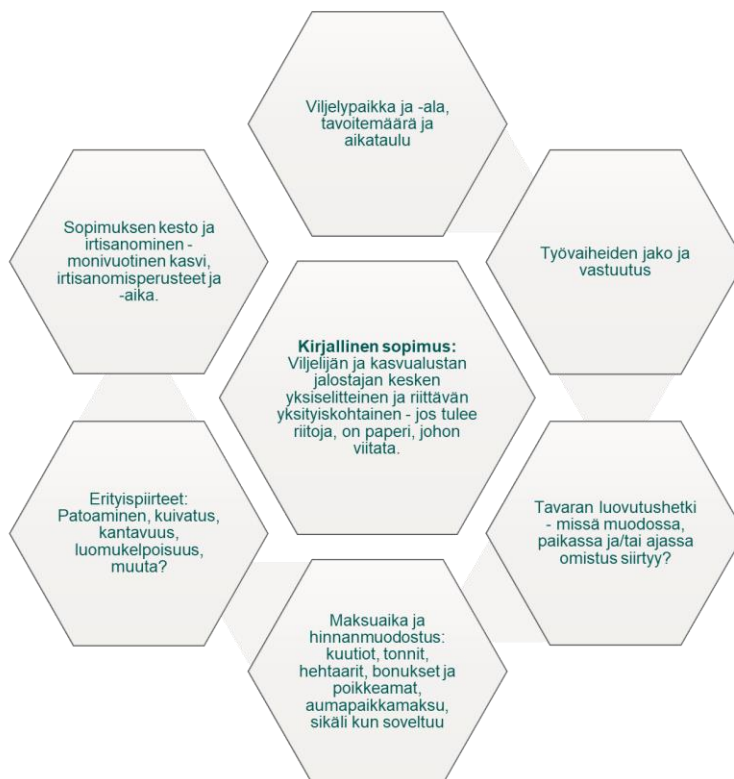 Viljelypaikka ja -ala,
tavoitemäärä ja
aikataulu
Sopimuksen kesto ja
irtisanominen -
monivuotinen kasvi,
irtisanomisperusteet ja
-aika.
Työvaiheiden jako ja
vastuutus
Kirjallinen sopimus:
Viljelijän ja kasvualustan
jalostajan kesken
yksiselitteinen ja riittävän
yksityiskohtainen - jos tulee
riitoja, on paperi, johon
viitata.
Erityispiirteet:
Patoaminen, kuivatus,
kantavuus,
luomukelpoisuus,
muuta?
Tavaran luovutushetki
- missä muodossa,
paikassa ja/tai ajassa
omistus siirtyy?
Maksuaika ja
hinnanmuodostus:
kuutiot, tonnit,
hehtaarit, bonukset ja
poikkeamat,
aumapaikkamaksu,
sikäli kun soveltuu